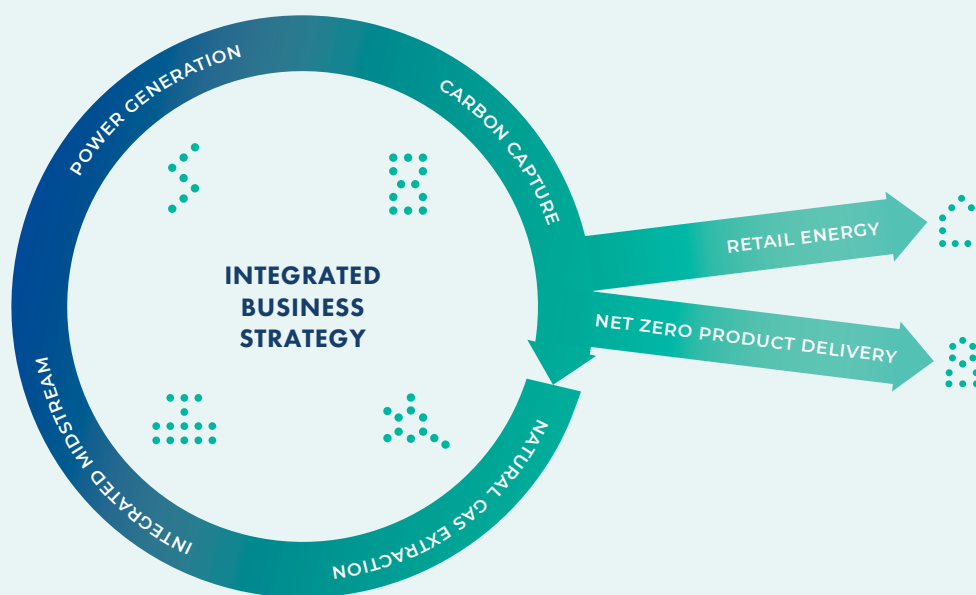 POWER GENERATION
CARBON CAPTURE
RETAIL ENERGY
INTEGRATED
BUSINESS
STRATEGY
NET ZERO PRODUCT DELIVERY
INTEGRATED MIDSTREAM
NATURAL GAS EXTRACTION